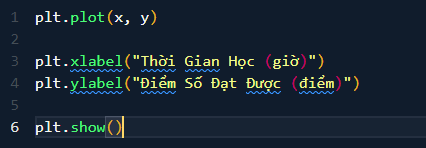 1 plt.plot(x, y)
2
3 plt.xlabel("Thời Gian Học (giờ)")
4 plt.ylabel("Điểm Số Đạt Được (điểm)")
5
6 plt.show()